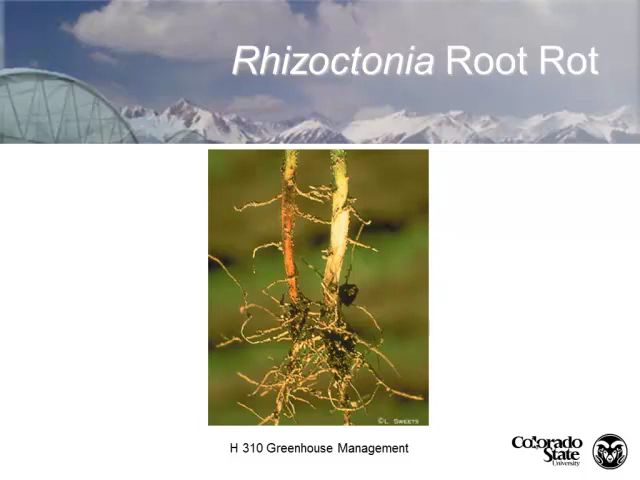 Rhizoctonia Root Rot
©L. Sweets
H 310 Greenhouse Management
Colorado
State
University